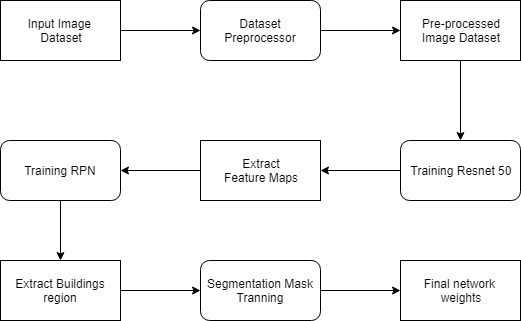 Input Image
Dataset
Dataset
Preprocessor
Pre-processed
Image Dataset
Training RPN
Extract
Feature Maps
Training Resnet 50
Extract Buildings
region
Segmentation Mask
Tranning
Final network
weights